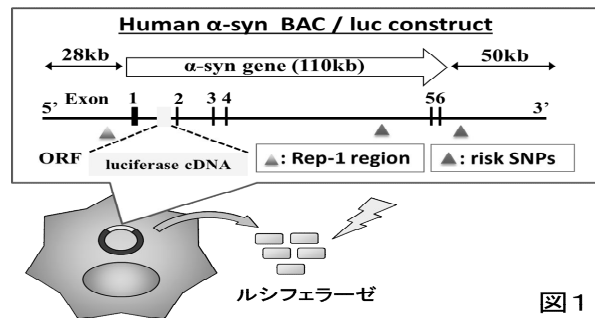 Human α-syn BAC / luc construct
28kb
50kb
α-syn gene (110kb)
Exon 1 2 3 4 56
5’ 3’
ORF
luciferase cDNA
▲: Rep-1 region
▲: risk SNPs
ルシフェラーゼ
図1